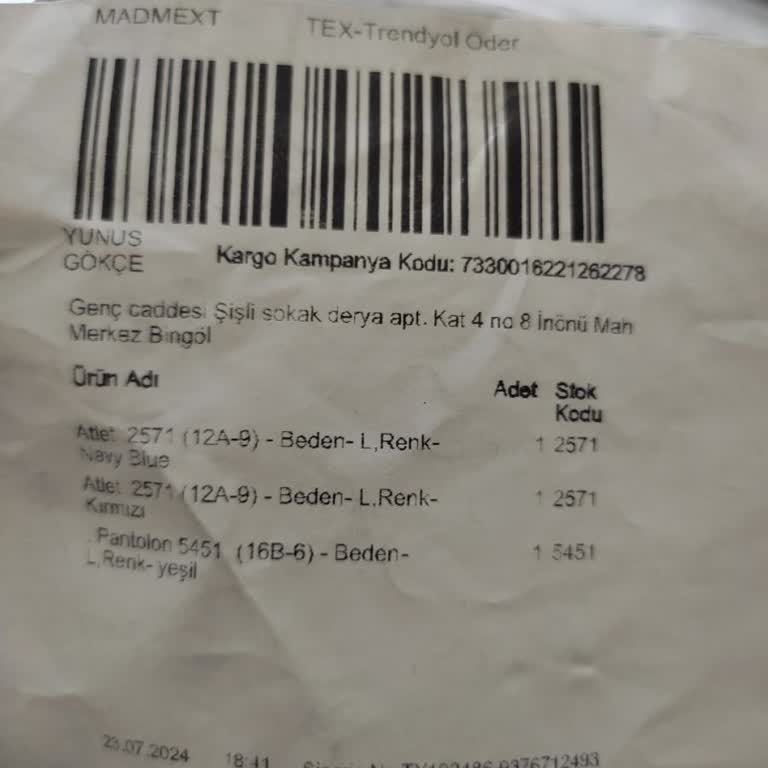 MADMEXT
TEX-Trendyol Öder
YUNUS
GÖKÇE
Kargo Kampanya Kodu: 7330016221262278
Genç caddesi Şişli sokak derya apt. Kat 4 no 8 İnönü Mah
Merkez Bingöl
Ürün Adı Adet Stok
Kodu
Atlet 2571 (12A-9) - Beden- L,Renk- 1 2571
Navy Blue
Atlet 2571 (12A-9) - Beden- L,Renk- 1 2571
Kırmızı
Pantolon 5451 (16B-6) - Beden- 1 5451
L,Renk- yeşil
23.07.2024 18:41